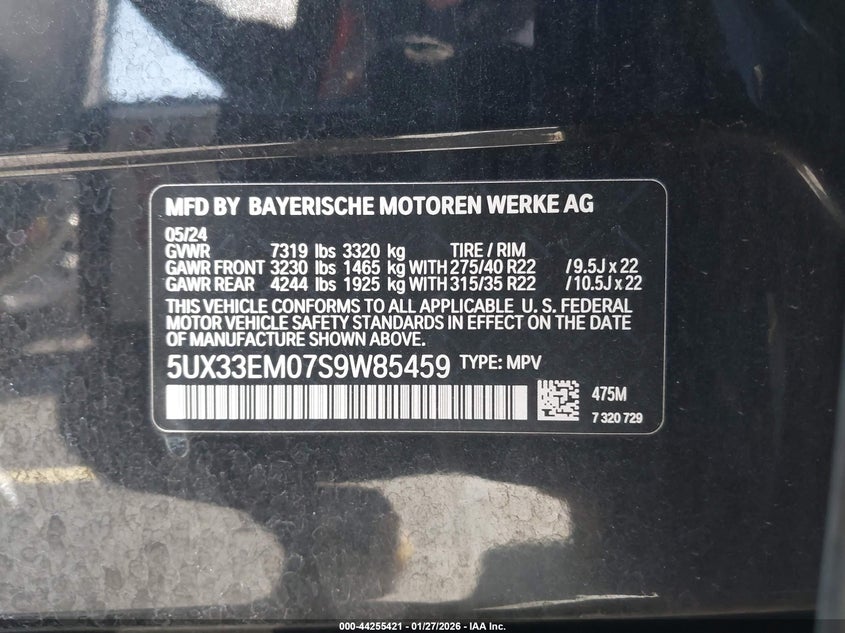 MFD BY BAYERISCHE MOTOREN WERKE AG
05/24
GVWR 7319 lbs 3320 kg TIRE / RIM
GAWR FRONT 3230 lbs 1465 kg WITH 275/40 R22 / 9.5J x 22
GAWR REAR 4244 lbs 1925 kg WITH 315/35 R22 / 10.5J x 22
THIS VEHICLE CONFORMS TO ALL APPLICABLE U. S. FEDERAL
MOTOR VEHICLE SAFETY STANDARDS IN EFFECT ON THE DATE
OF MANUFACTURE SHOWN ABOVE.
5UX33EM07S9W85459 TYPE: MPV
475M
7 320 729
000-44255421 - 01/27/2026 - IAA Inc.